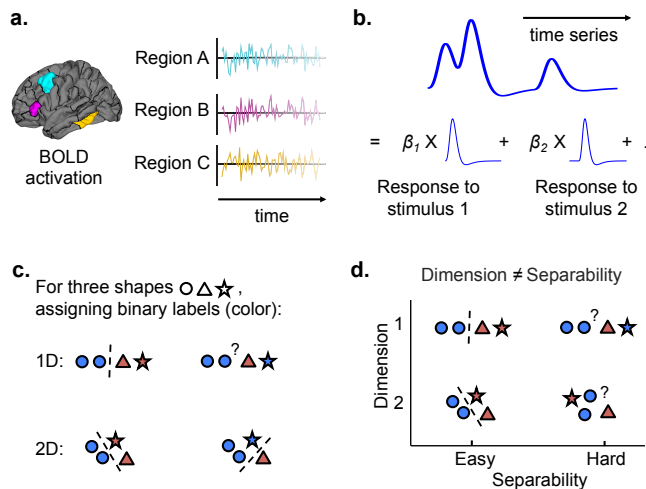 a.
Region A
Region B
Region C
BOLD
activation
time
b.
time series
= β1 X + β2 X + .
Response to
stimulus 1
Response to
stimulus 2
c.
For three shapes ,
assigning binary labels (color):
1D:
?
2D:
d.
Dimension ≠ Separability
Dimension
1
?
2
?
Easy
Hard
Separability